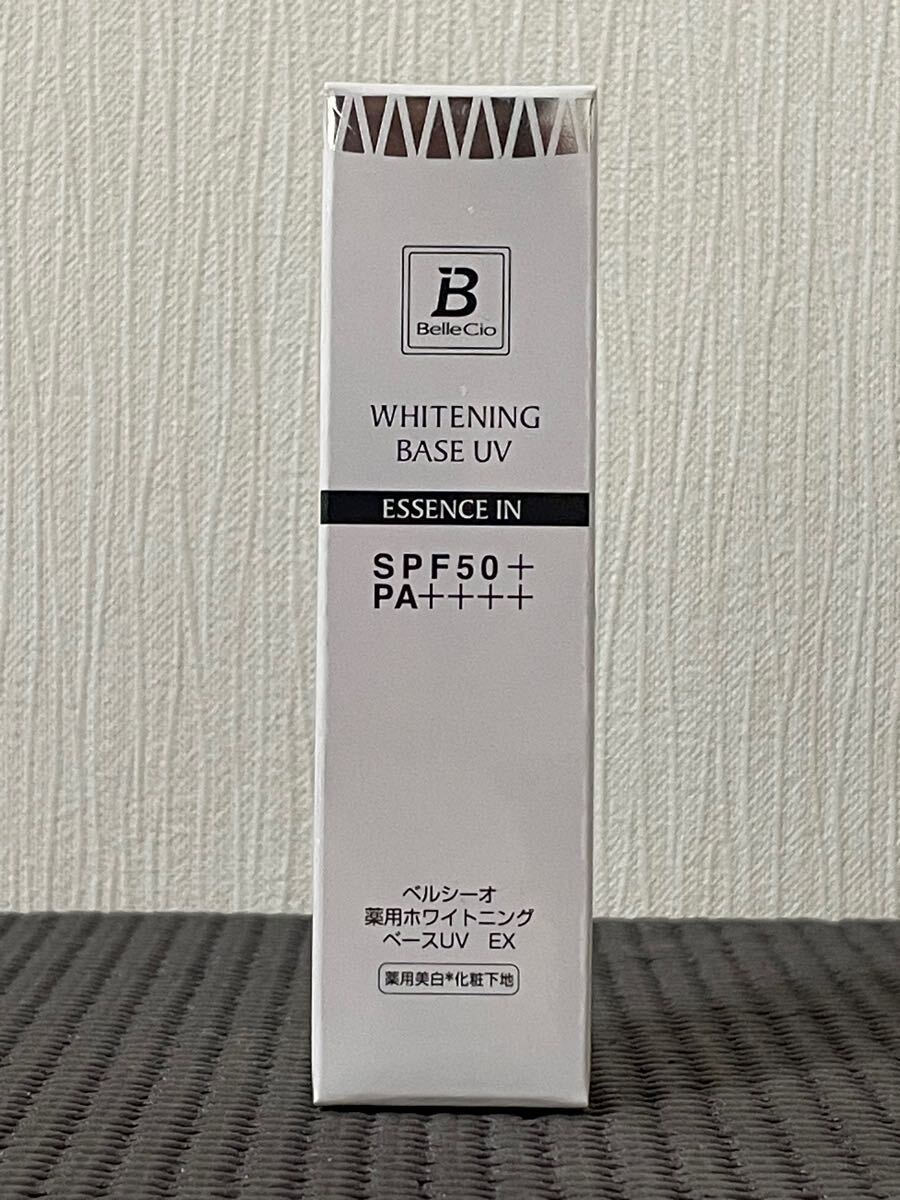 B
BelleCio
WHITENING
BASE UV
ESSENCE IN
SPF50+
PA++++
ベルシーオ
薬用ホワイトニング
ベースUV EX
薬用美白*化粧下地